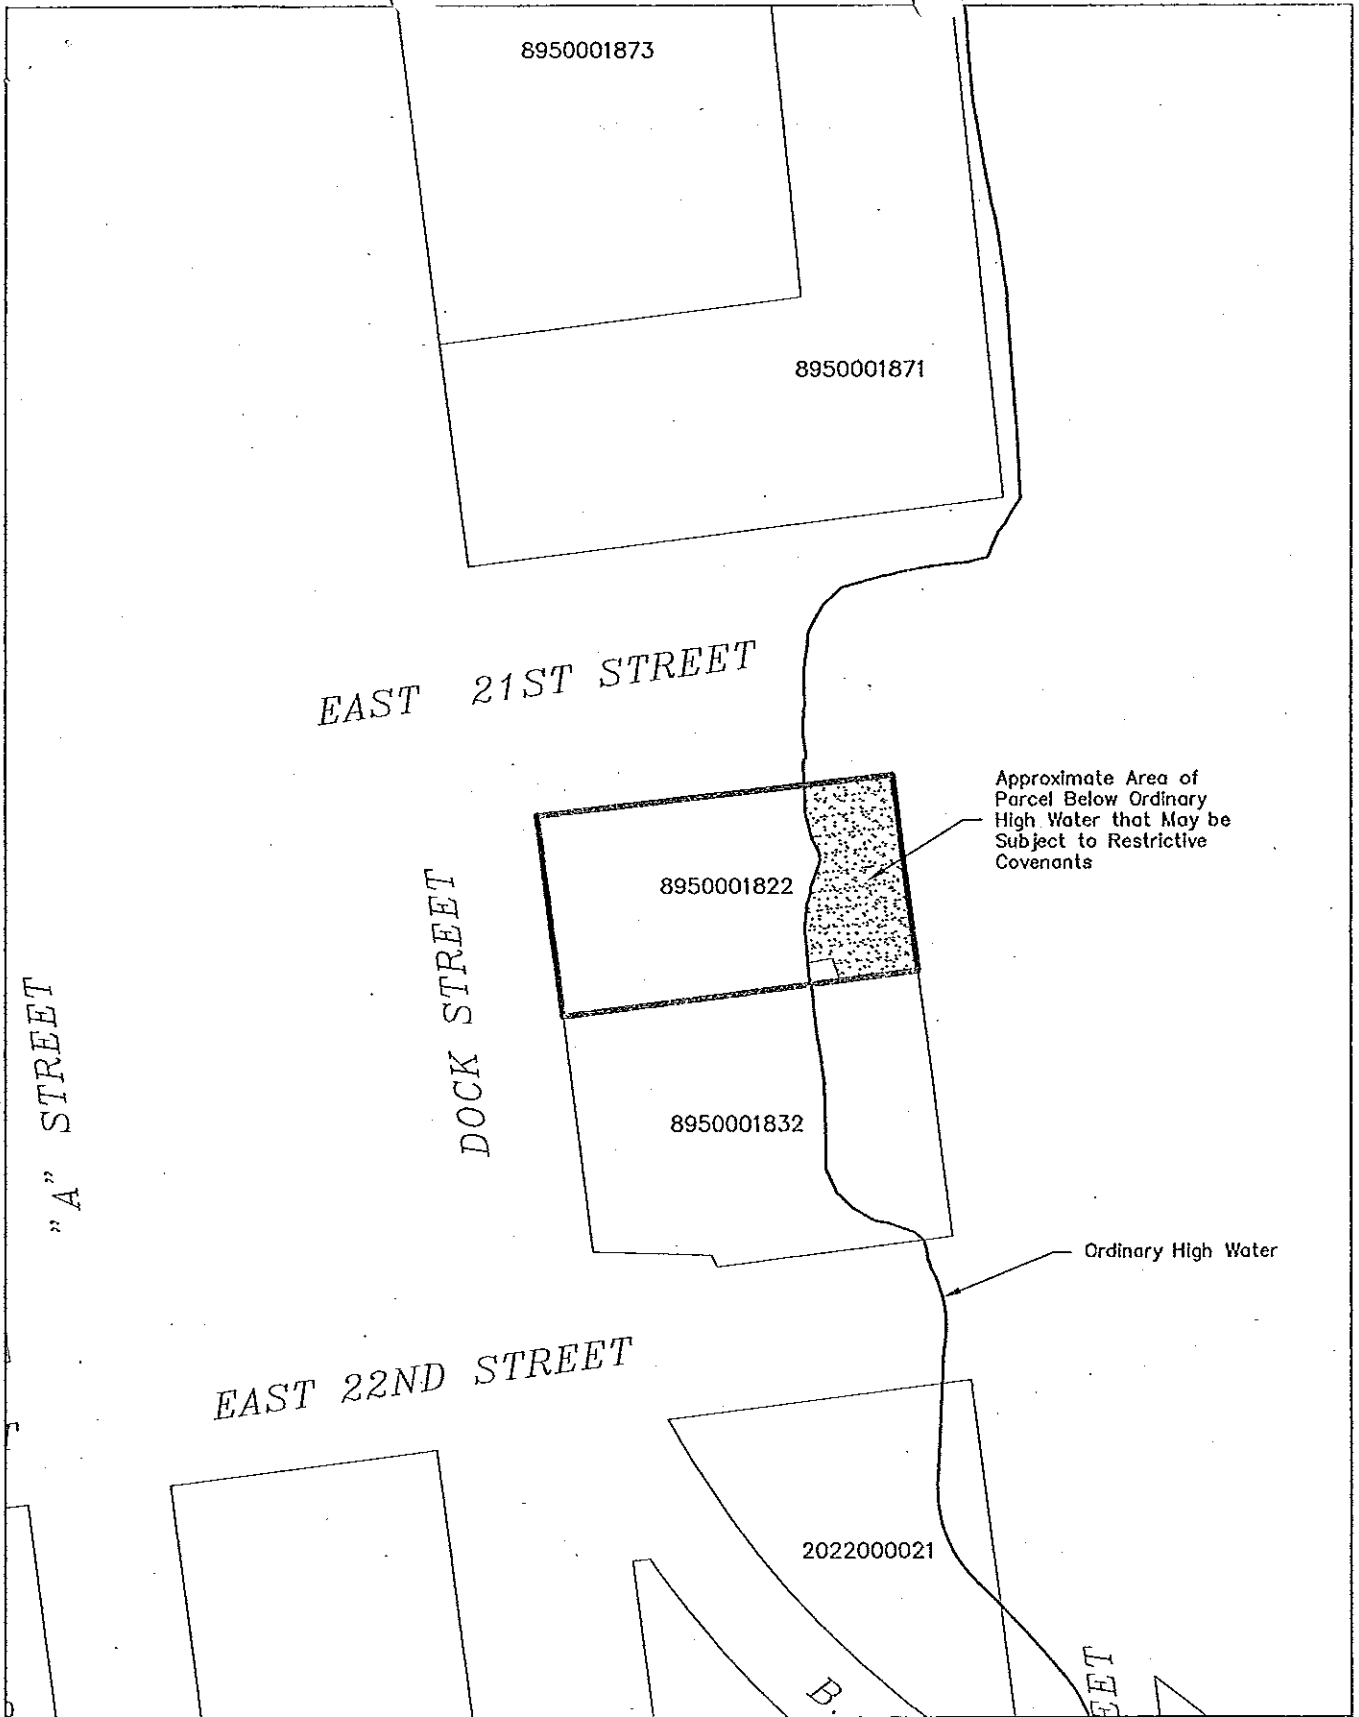 8950001873
8950001871
EAST 21ST STREET
Approximate Area of
Parcel Below Ordinary
High Water that May be
Subject to Restrictive
Covenants
8950001822
DOCK STREET
"A" STREET
8950001832
Ordinary High Water
EAST 22ND STREET
2022000021
B.
EET